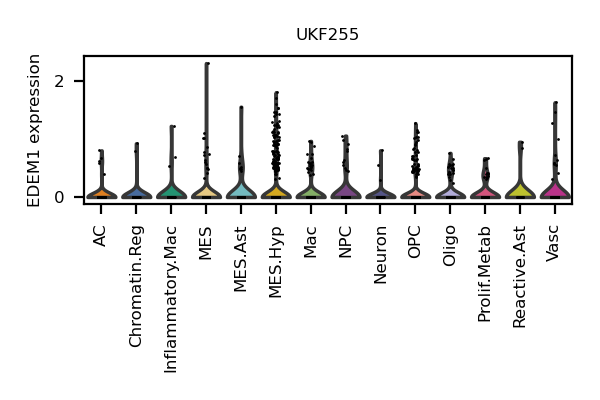 UKF255
EDEM1 expression
2
0
AC
Chromatin.Reg
Inflammatory.Mac
MES
MES.Ast
MES.Hyp
Mac
NPC
Neuron
OPC
Oligo
Prolif.Metab
Reactive.Ast
Vasc